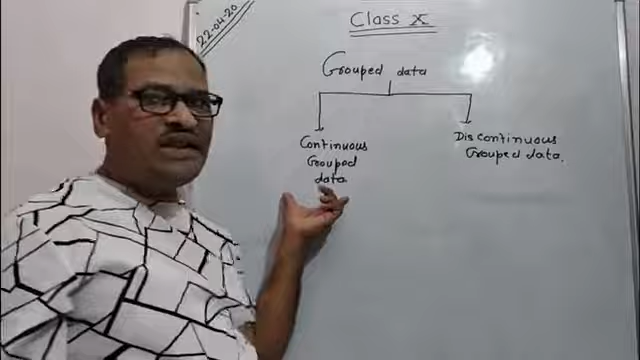 22-04-20
Class X
Grouped data
Continuous
Grouped
data
Discontinuous
Grouped data.